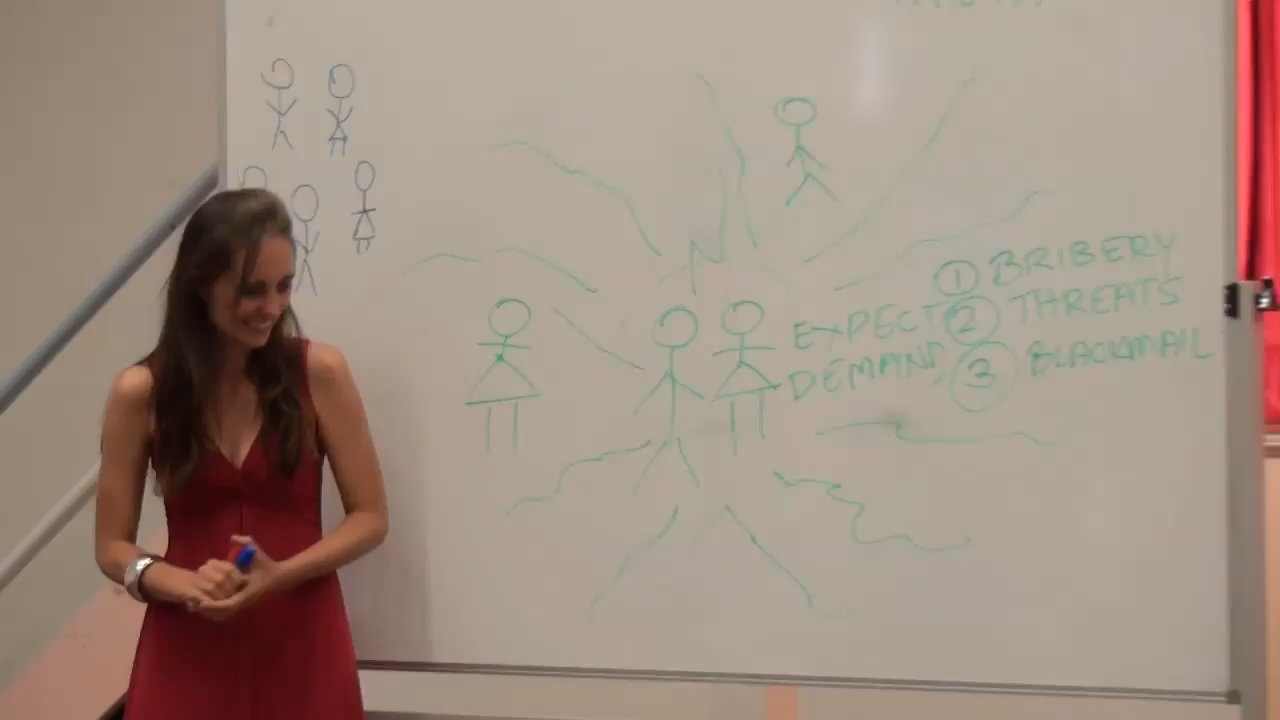 ① BRIBERY
EXPECT ② THREATS
DEMAND ③ BLACKMAIL
N